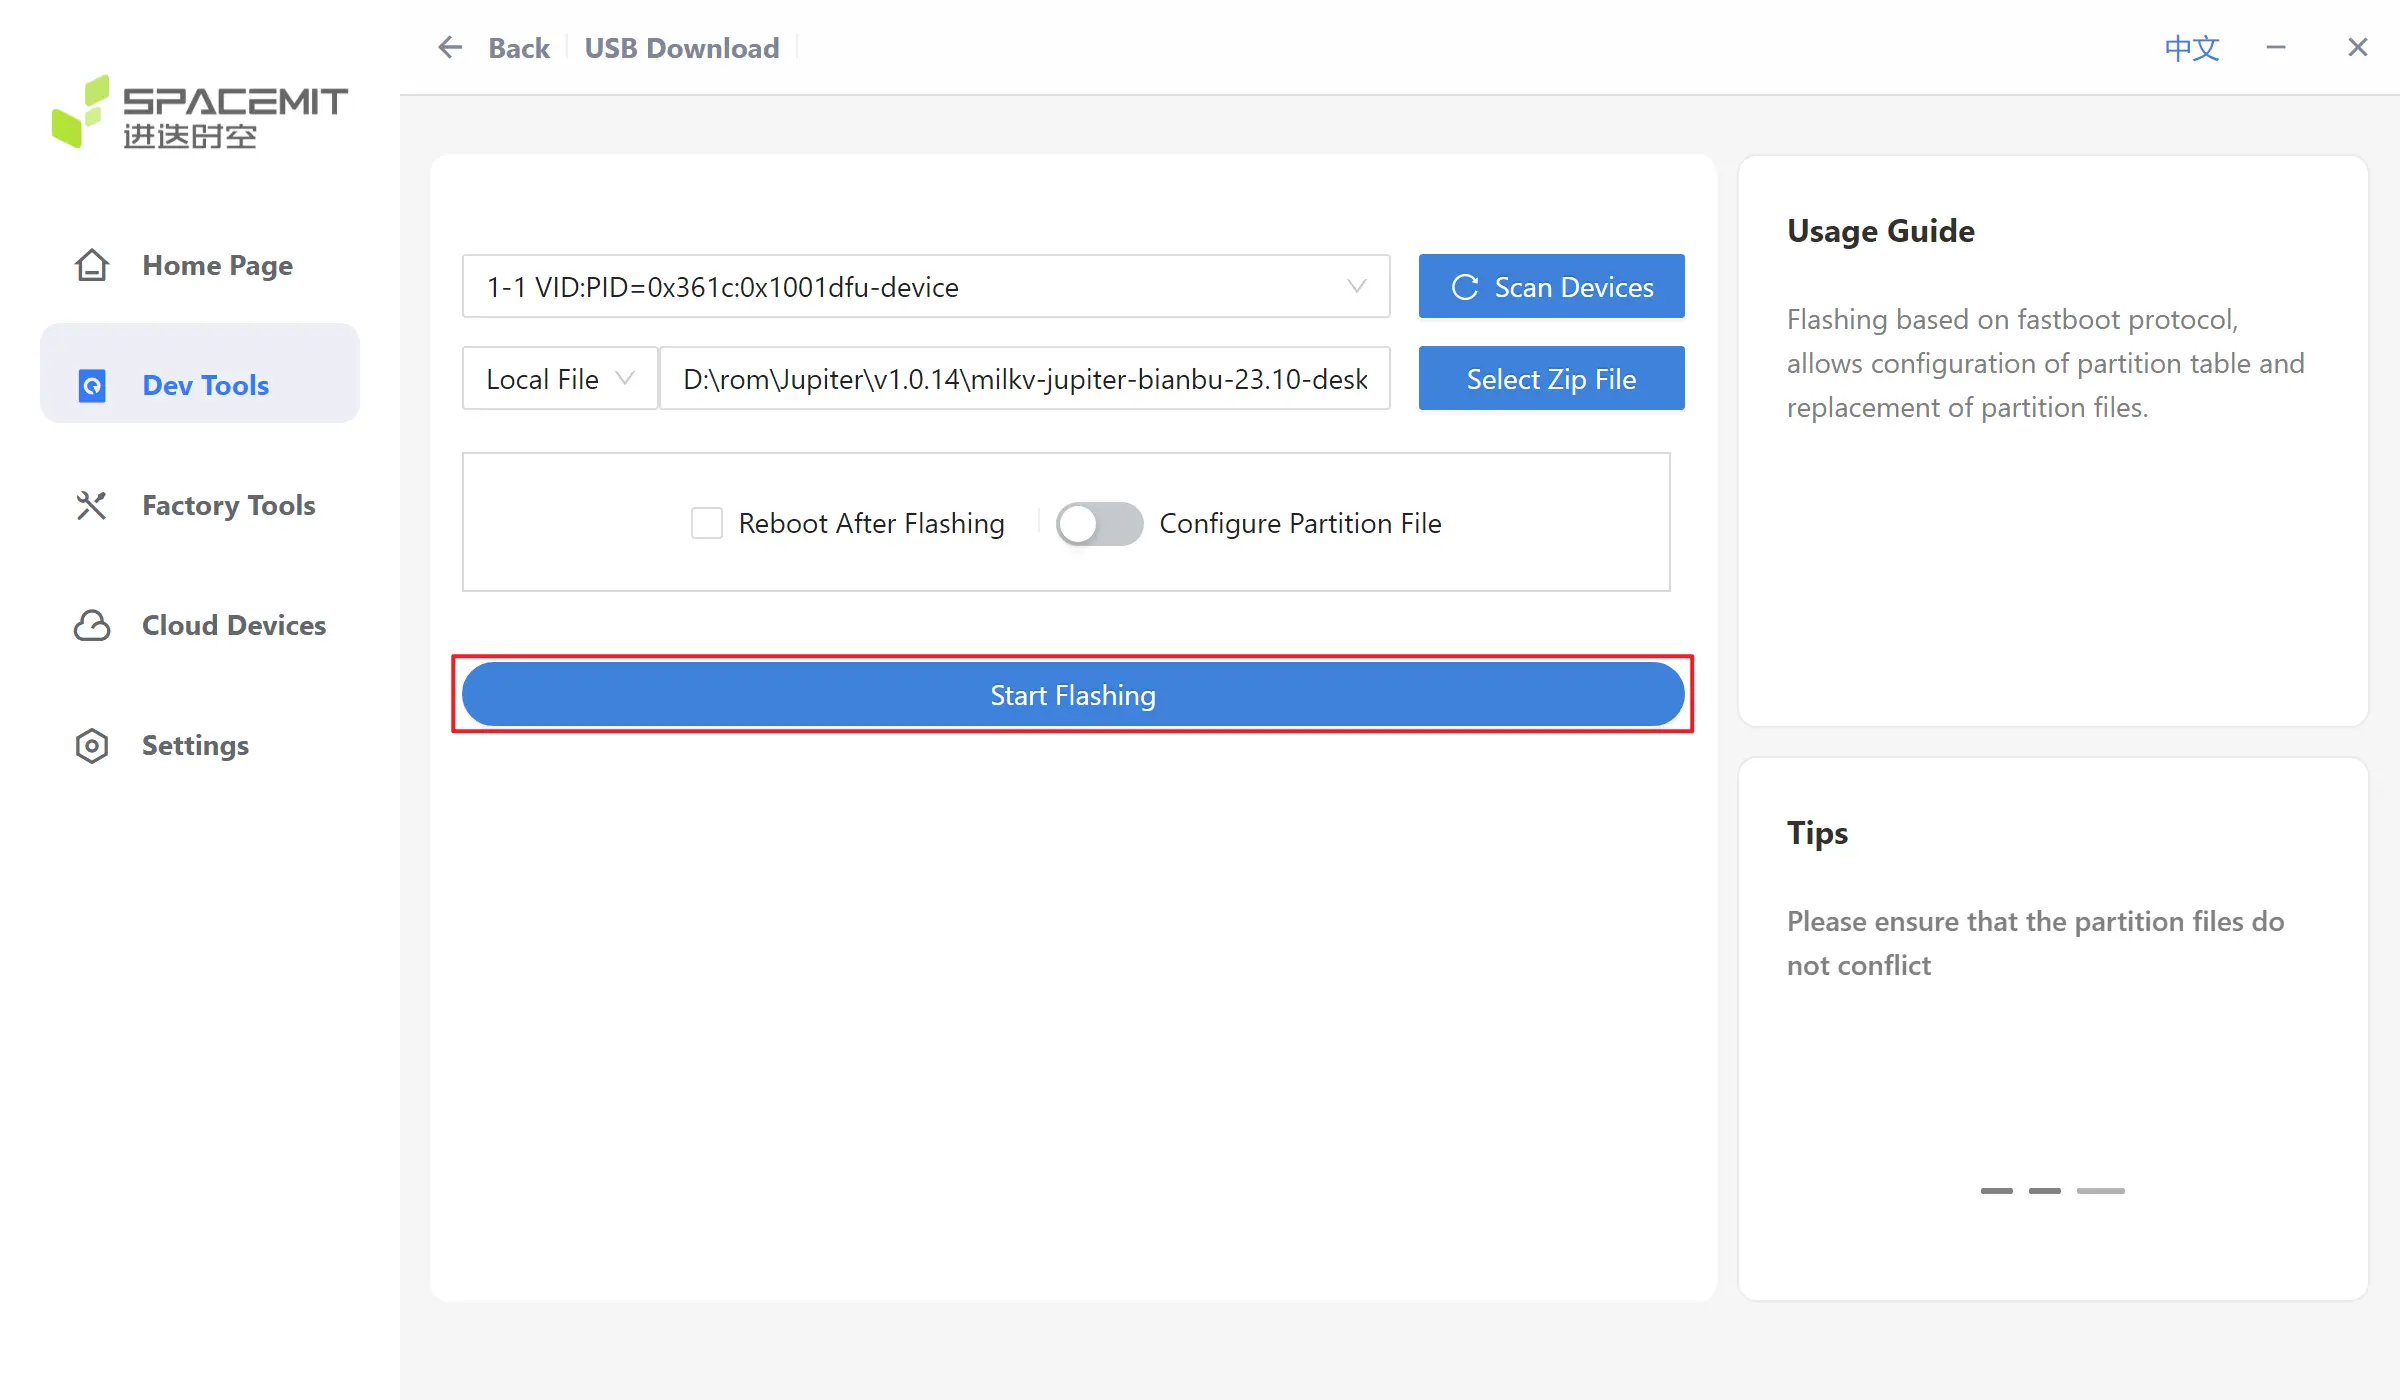 SPACEMIT
进迭时空
Home Page
Dev Tools
Factory Tools
Cloud Devices
Settings
Back
USB Download
中文
1-1 VID:PID=0x361c:0x1001dfu-device
Scan Devices
Local File
D:\rom\Jupiter\v1.0.14\milkv-jupiter-bianbu-23.10-desk
Select Zip File
Reboot After Flashing
Configure Partition File
Start Flashing
Usage Guide
Flashing based on fastboot protocol,
allows configuration of partition table and
replacement of partition files.
Tips
Please ensure that the partition files do
not conflict